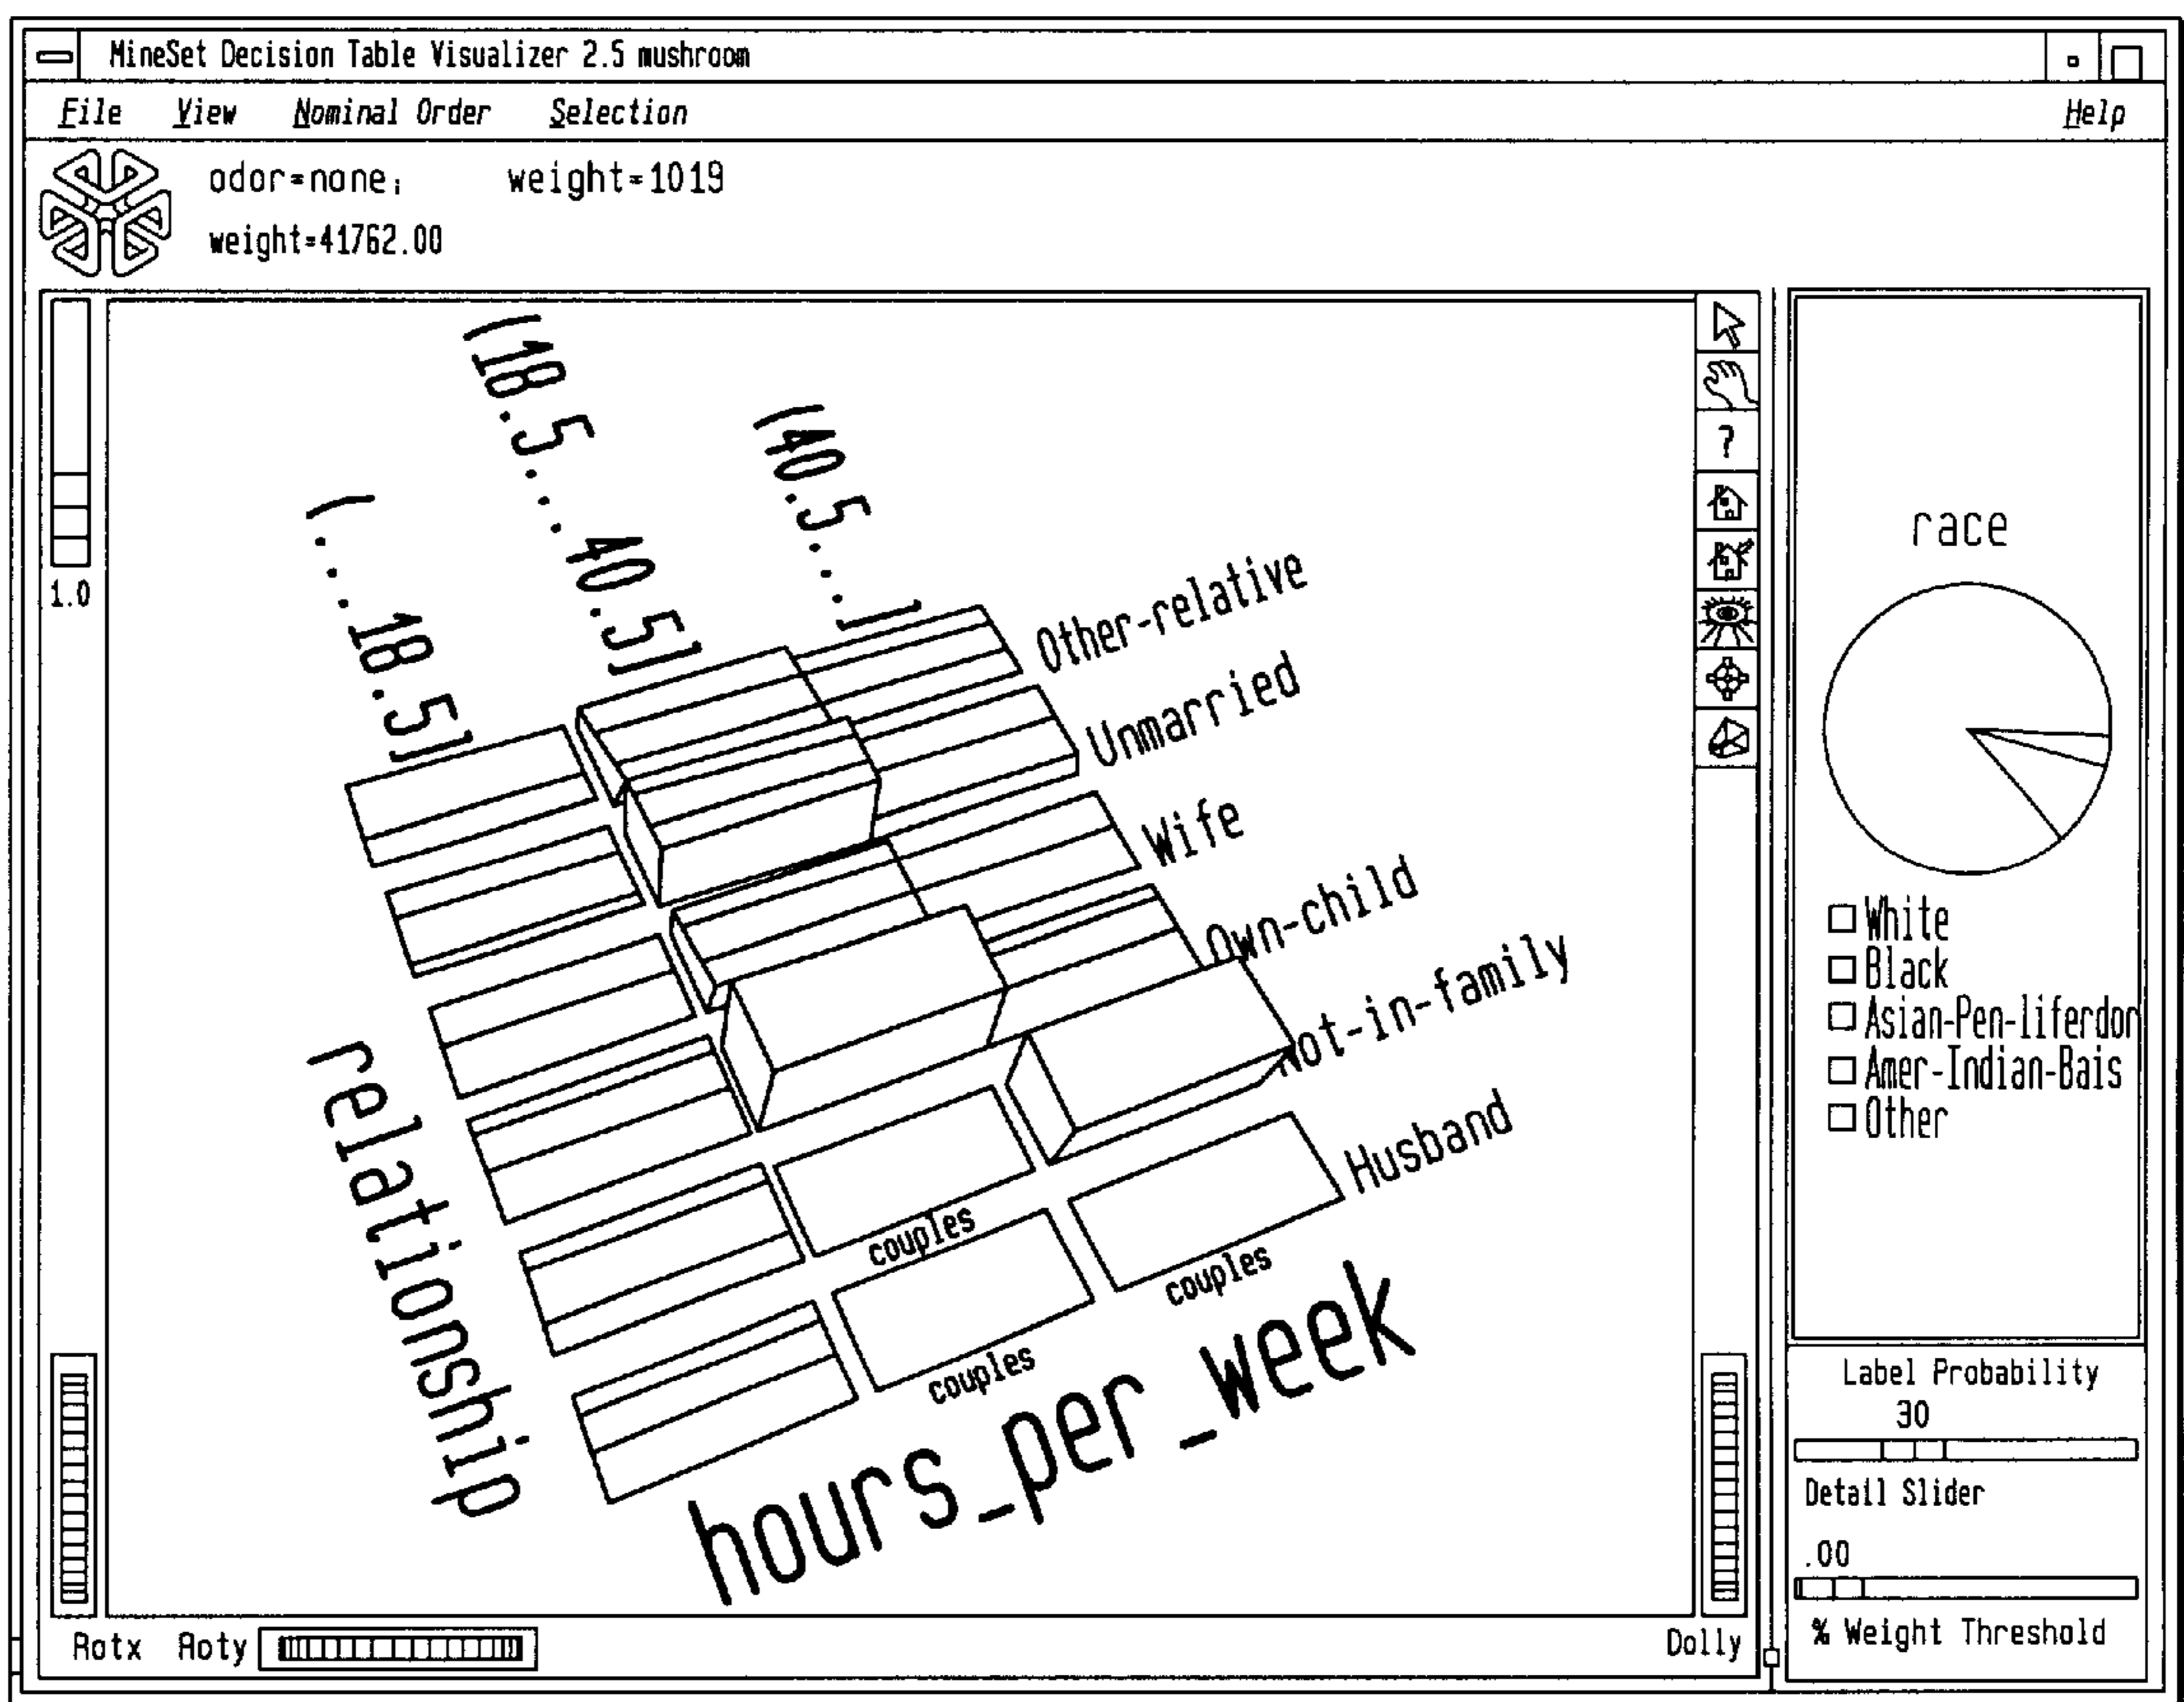 MineSet Decision Table Visualizer 2.5 mushroom
File View Nominal Order Selection Help
odor=none; weight=1019
weight=41762.00
1.0
(...18.5]
(18.5...40.5]
(40.5...]
Other-relative
Unmarried
Wife
Own-child
Not-in-family
Husband
relationship
couples
couples
couples
hours_per_week
?
race
White
Black
Asian-Pen-liferdor
Amer-Indian-Bais
Other
Label Probability
30
Detail Slider
.00
% Weight Threshold
Rotx Roty Dolly